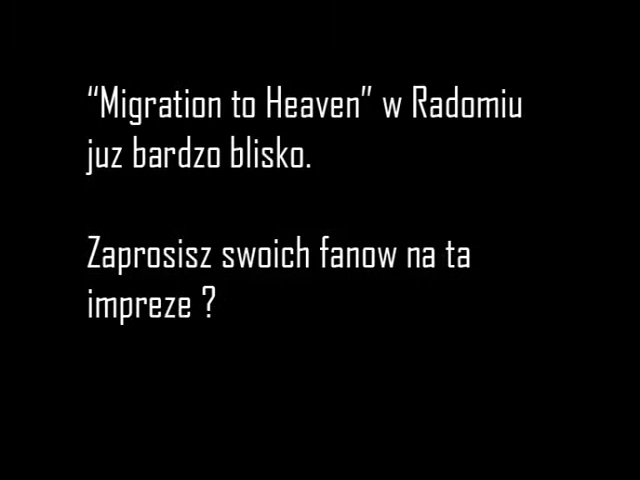 “Migration to Heaven” w Radomiu
juz bardzo blisko.
Zaprosisz swoich fanow na ta
impreze ?